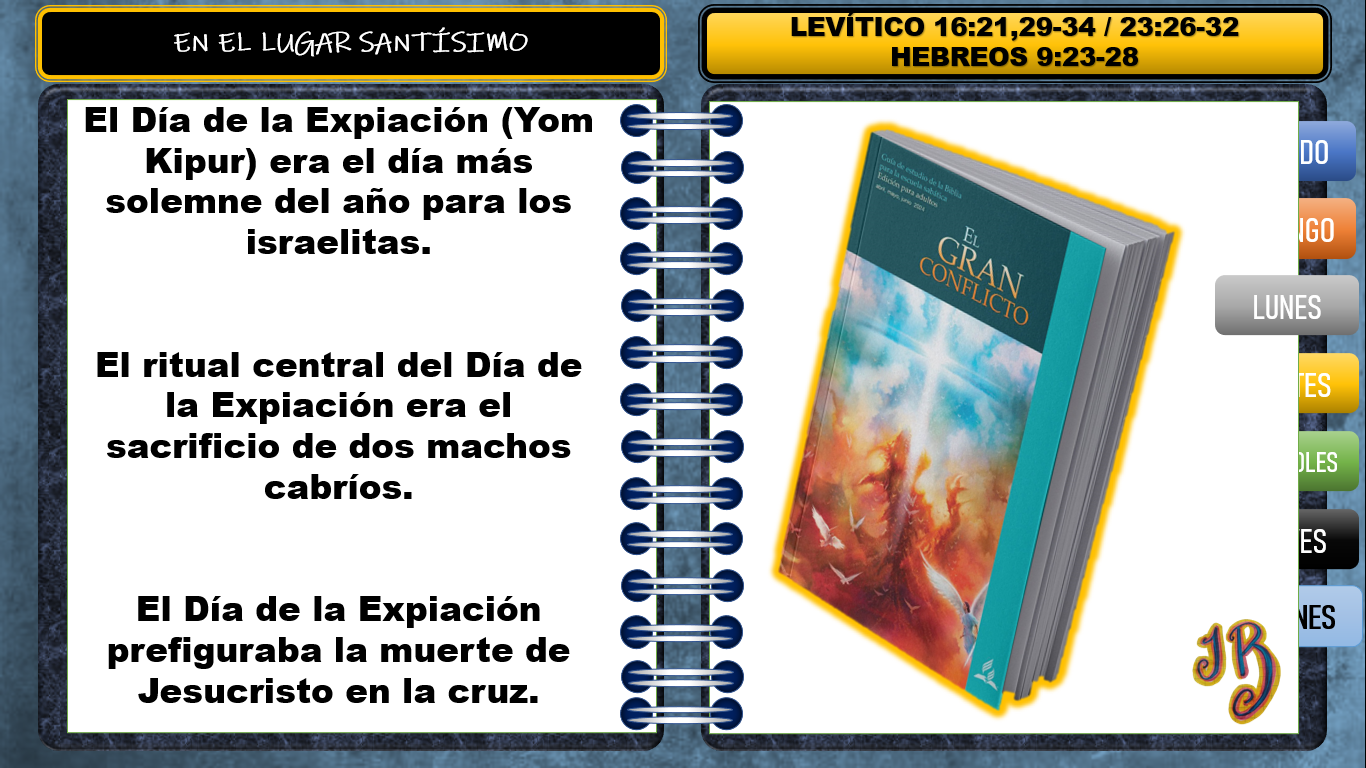 EN EL LUGAR SANTÍSIMO
LEVÍTICO 16:21,29-34 / 23:26-32
HEBREOS 9:23-28
El Día de la Expiación (Yom
Kipur) era el día más
solemne del año para los
israelitas.
El ritual central del Día de
la Expiación era el
sacrificio de dos machos
cabríos.
El Día de la Expiación
prefiguraba la muerte de
Jesucristo en la cruz.
Guía de estudio de la Biblia
para la escuela sabática
Edición para adultos
abril, mayo, junio 2024
EL
GRAN
CONFLICTO
DO
NGO
LUNES
TES
OLES
ES
NES